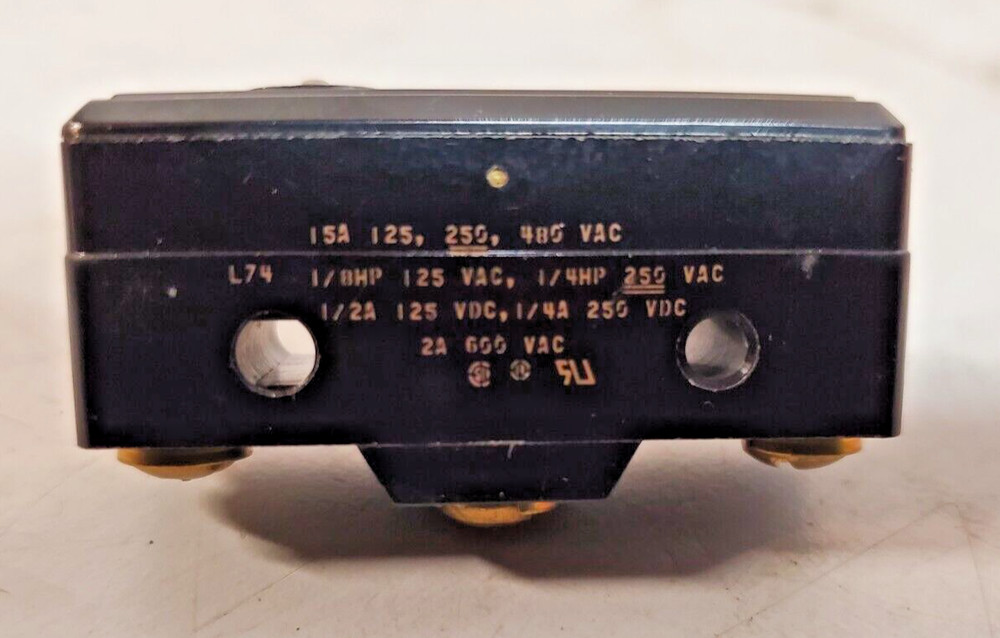 15A 125, 250, 480 VAC
L74 1/8HP 125 VAC, 1/4HP 250 VAC
1/2A 125 VDC, 1/4A 250 VDC
2A 600 VAC